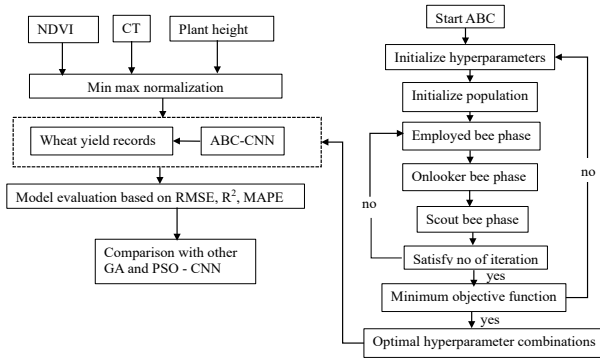 NDVI
CT
Plant height
Min max normalization
Wheat yield records
ABC-CNN
Model evaluation based on RMSE, R², MAPE
Comparison with other
GA and PSO - CNN
Start ABC
Initialize hyperparameters
Initialize population
Employed bee phase
Onlooker bee phase
no
no
Scout bee phase
Satisfy no of iteration
yes
Minimum objective function
yes
Optimal hyperparameter combinations